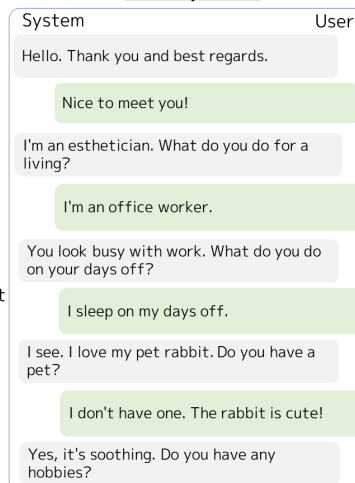 System User
Hello. Thank you and best regards.
Nice to meet you!
I'm an esthetician. What do you do for a
living?
I'm an office worker.
You look busy with work. What do you do
on your days off?
t
I sleep on my days off.
I see. I love my pet rabbit. Do you have a
pet?
I don't have one. The rabbit is cute!
Yes, it's soothing. Do you have any
hobbies?